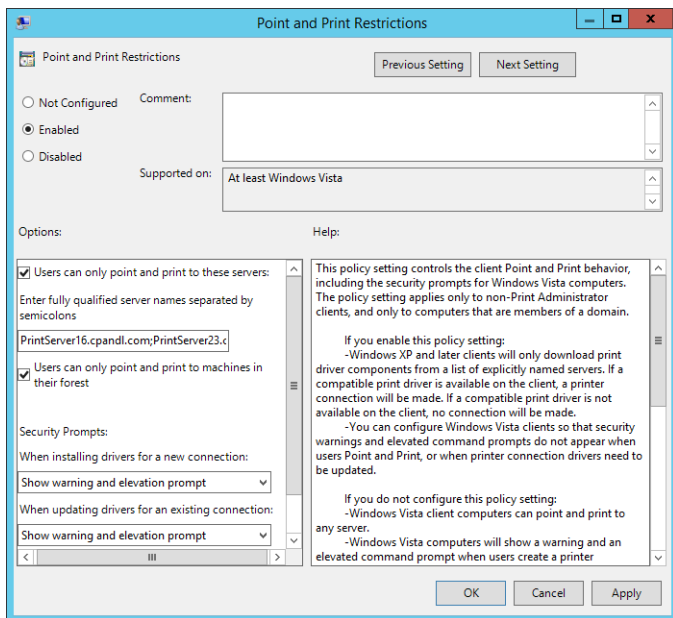 Point and Print Restrictions
Point and Print Restrictions
Previous Setting
Next Setting
Not Configured
Comment:
Enabled
Disabled
Supported on:
At least Windows Vista
Options:
Help:
Users can only point and print to these servers:
Enter fully qualified server names separated by
semicolons
PrintServer16.cpandl.com;PrintServer23.c
Users can only point and print to machines in
their forest
Security Prompts:
When installing drivers for a new connection:
Show warning and elevation prompt
When updating drivers for an existing connection:
Show warning and elevation prompt
This policy setting controls the client Point and Print behavior,
including the security prompts for Windows Vista computers.
The policy setting applies only to non-Print Administrator
clients, and only to computers that are members of a domain.
If you enable this policy setting:
-Windows XP and later clients will only download print
driver components from a list of explicitly named servers. If a
compatible print driver is available on the client, a printer
connection will be made. If a compatible print driver is not
available on the client, no connection will be made.
-You can configure Windows Vista clients so that security
warnings and elevated command prompts do not appear when
users Point and Print, or when printer connection drivers need to
be updated.
If you do not configure this policy setting:
-Windows Vista client computers can point and print to
any server.
-Windows Vista computers will show a warning and an
elevated command prompt when users create a printer
OK
Cancel
Apply